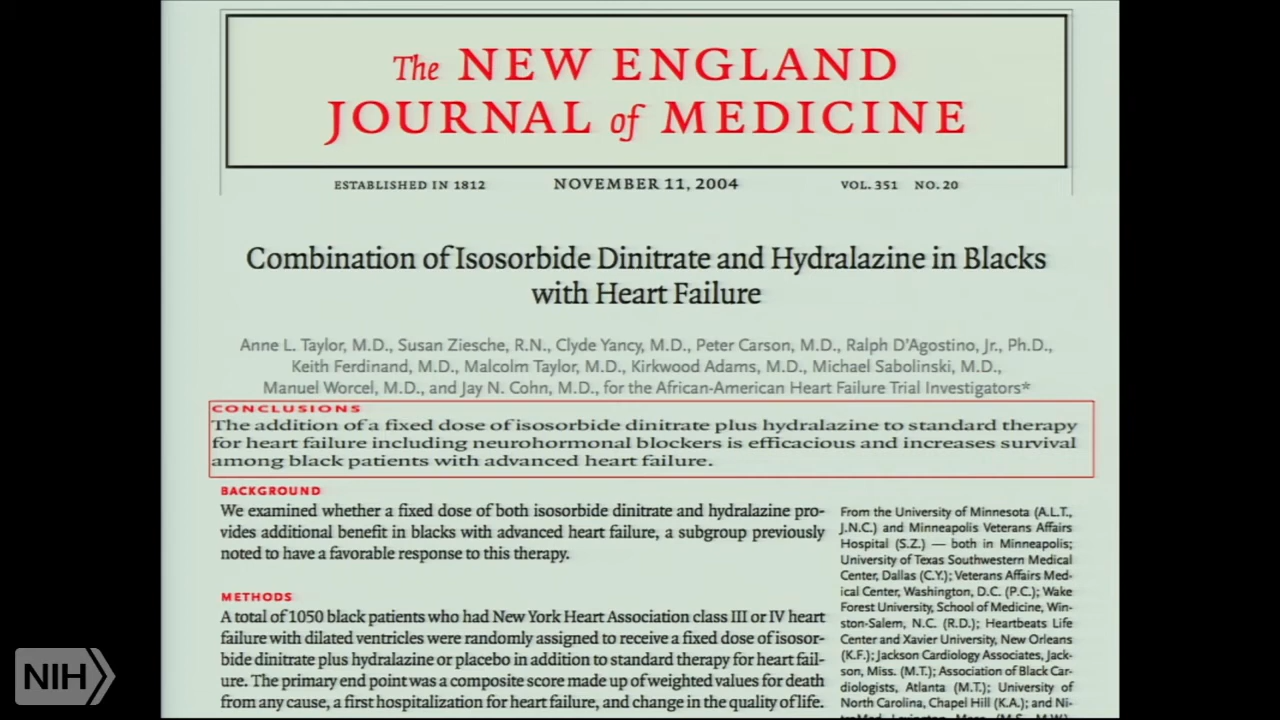 The NEW ENGLAND
JOURNAL of MEDICINE
ESTABLISHED IN 1812 NOVEMBER 11, 2004 VOL. 351 NO. 20
Combination of Isosorbide Dinitrate and Hydralazine in Blacks
with Heart Failure
Anne L. Taylor, M.D., Susan Ziesche, R.N., Clyde Yancy, M.D., Peter Carson, M.D., Ralph D'Agostino, Jr., Ph.D.,
Keith Ferdinand, M.D., Malcolm Taylor, M.D., Kirkwood Adams, M.D., Michael Sabolinski, M.D.,
Manuel Worcel, M.D., and Jay N. Cohn, M.D., for the African-American Heart Failure Trial Investigators*
CONCLUSIONS
The addition of a fixed dose of isosorbide dinitrate plus hydralazine to standard therapy
for heart failure including neurohormonal blockers is efficacious and increases survival
among black patients with advanced heart failure.
BACKGROUND
We examined whether a fixed dose of both isosorbide dinitrate and hydralazine pro-
vides additional benefit in blacks with advanced heart failure, a subgroup previously
noted to have a favorable response to this therapy.
METHODS
A total of 1050 black patients who had New York Heart Association class III or IV heart
failure with dilated ventricles were randomly assigned to receive a fixed dose of isosor-
bide dinitrate plus hydralazine or placebo in addition to standard therapy for heart fail-
ure. The primary end point was a composite score made up of weighted values for death
from any cause, a first hospitalization for heart failure, and change in the quality of life.
From the University of Minnesota (A.L.T.,
J.N.C.) and Minneapolis Veterans Affairs
Hospital (S.Z.) — both in Minneapolis;
University of Texas Southwestern Medical
Center, Dallas (C.Y.); Veterans Affairs Med-
ical Center, Washington, D.C. (P.C.); Wake
Forest University, School of Medicine, Win-
ston-Salem, N.C. (R.D.); Heartbeats Life
Center and Xavier University, New Orleans
(K.F.); Jackson Cardiology Associates, Jack-
son, Miss. (M.T.); Association of Black Car-
diologists, Atlanta (M.T.); University of
North Carolina, Chapel Hill (K.A.); and Ni-
NIH